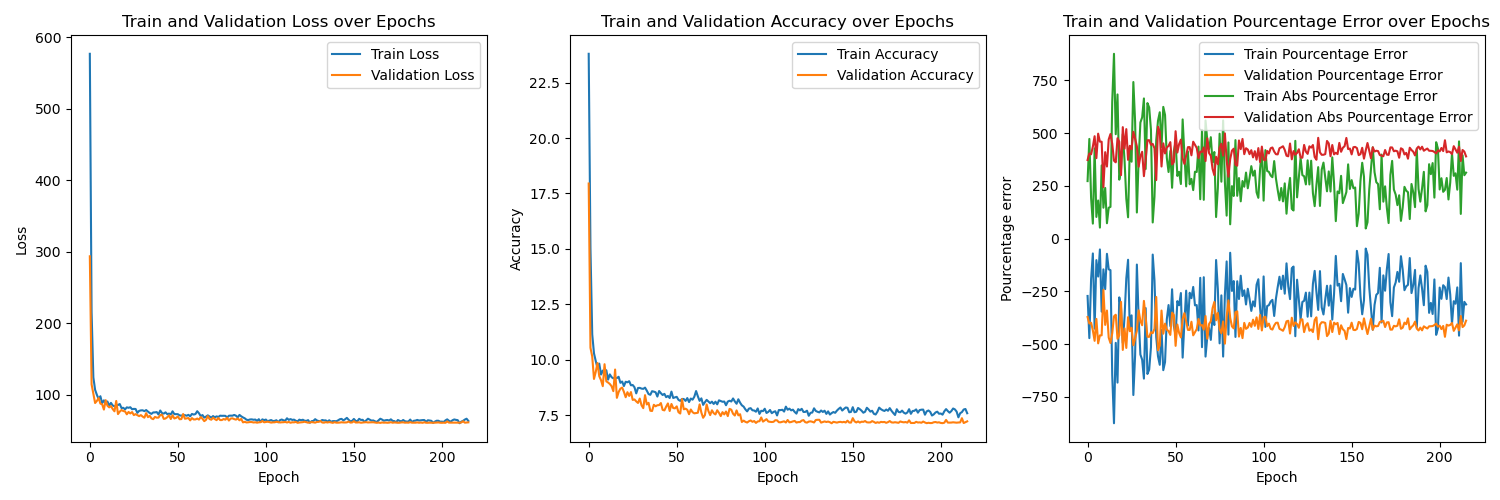 Train and Validation Loss over Epochs
600
500
400
300
200
100
Loss
0
50
100
150
200
Epoch
Train Loss
Validation Loss
Train and Validation Accuracy over Epochs
22.5
20.0
17.5
15.0
12.5
10.0
7.5
Accuracy
0
50
100
150
200
Epoch
Train Accuracy
Validation Accuracy
Train and Validation Pourcentage Error over Epochs
750
500
250
0
−250
−500
−750
Pourcentage error
0
50
100
150
200
Epoch
Train Pourcentage Error
Validation Pourcentage Error
Train Abs Pourcentage Error
Validation Abs Pourcentage Error